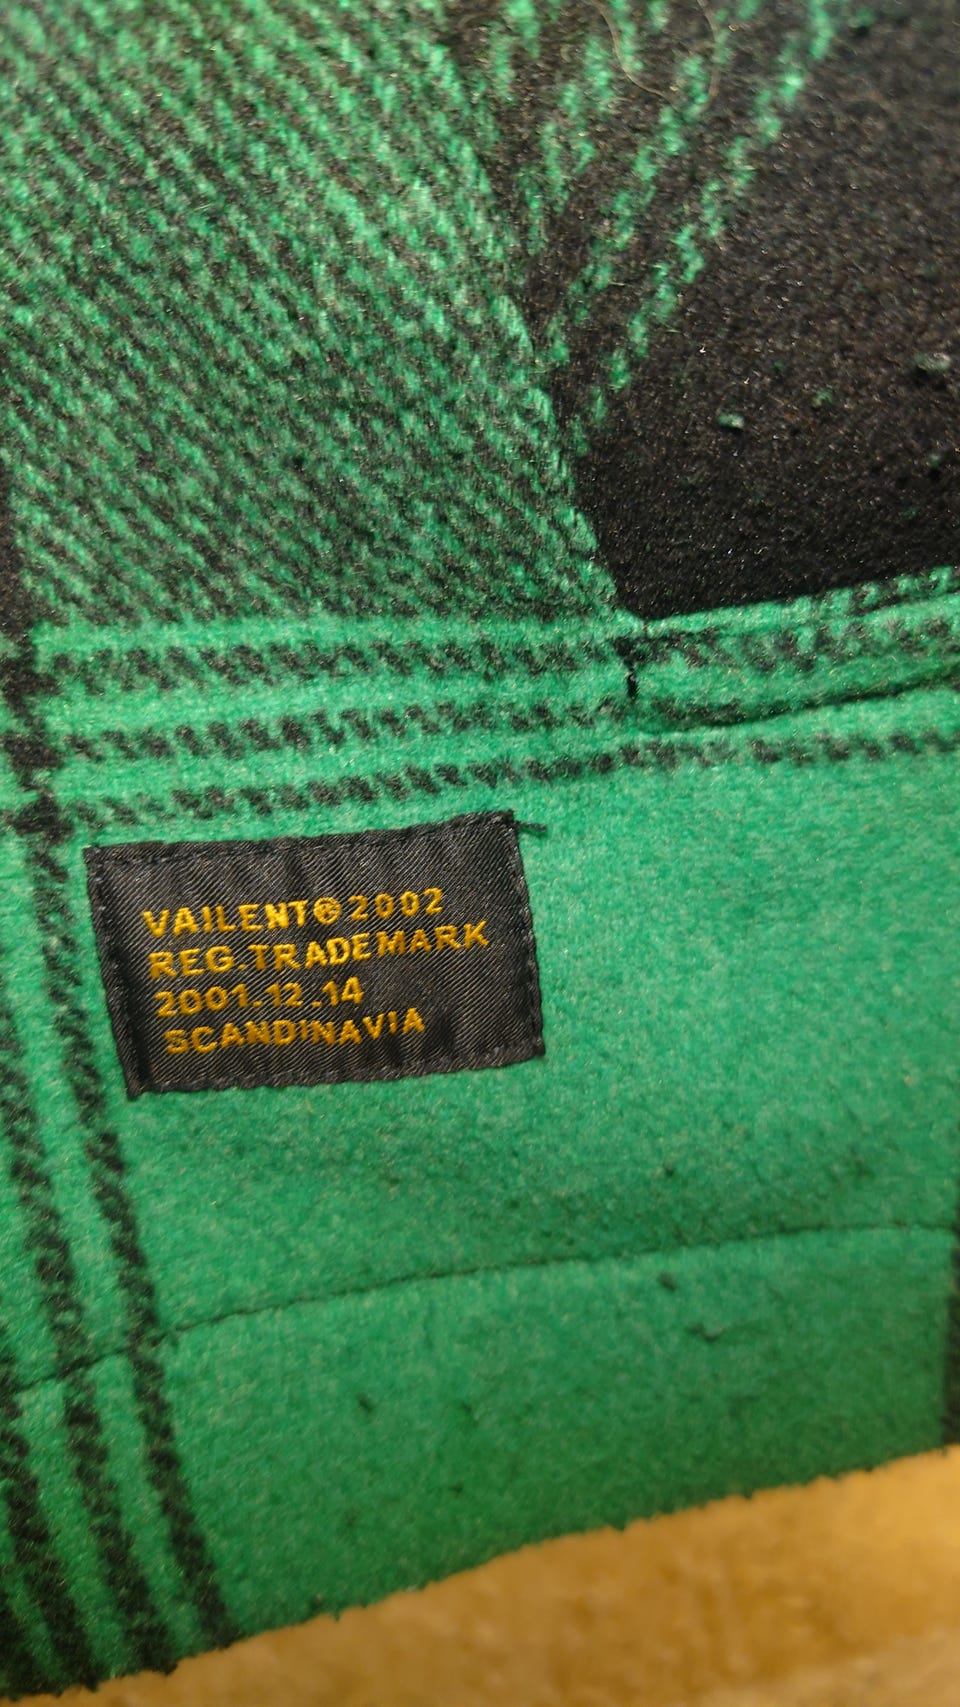 VAILENT® 2002
REG.TRADEMARK
2001.12.14
SCANDINAVIA